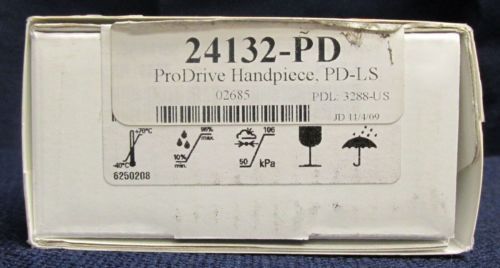 24132-PD
ProDrive Handpiece, PD-LS
02685 PDL: 3288-US
JD 11/4/09
+70°C 95% max. 106
-40°C 10% min. 50 kPa
6250208